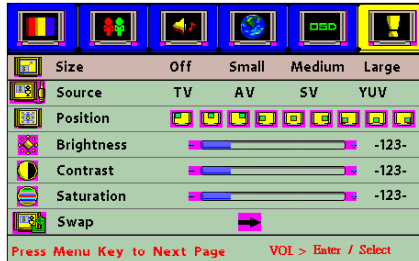 OSD
Size Off Small Medium Large
Source TV AV SV YUV
Position
Brightness -123-
Contrast -123-
Saturation -123-
Swap
Press Menu Key to Next Page VOL > Enter / Select